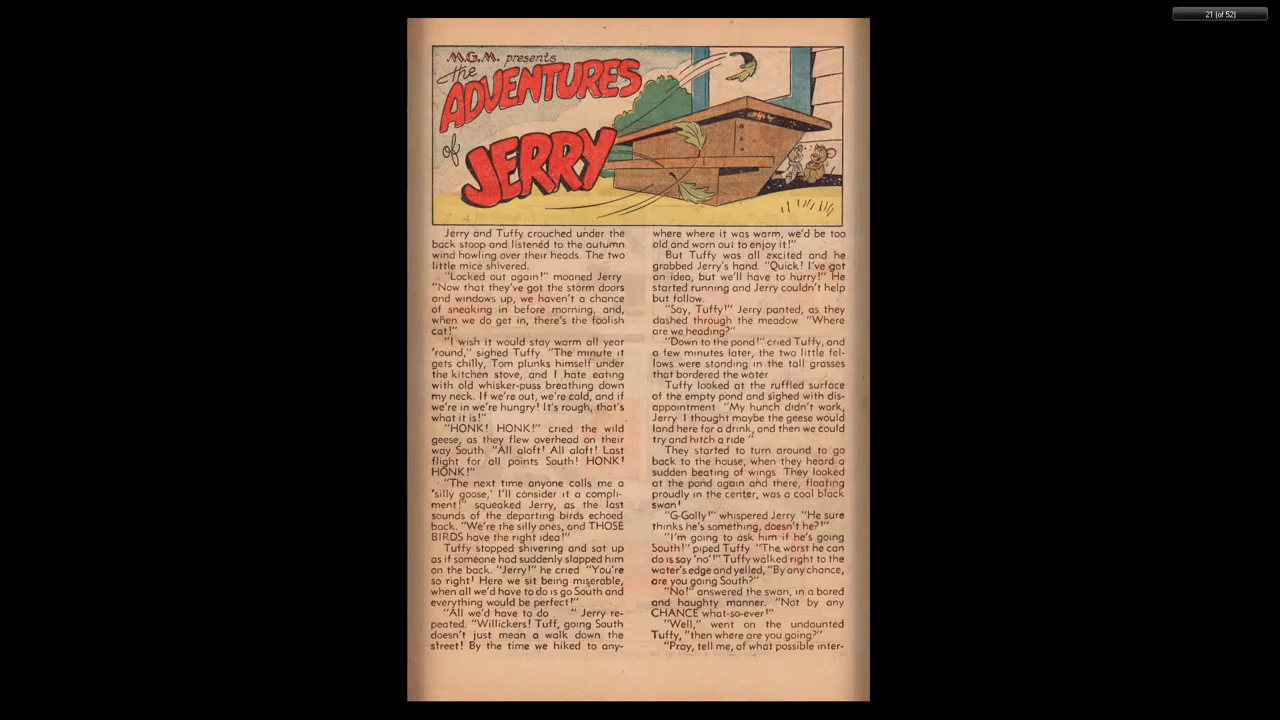 21 (of 52)
M.G.M. presents
the
ADVENTURES
of
JERRY
Jerry and Tuffy crouched under the
back stoop and listened to the autumn
wind howling over their heads. The two
little mice shivered.
"Locked out again!" moaned Jerry
"Now that they've got the storm doors
and windows up, we haven't a chance
of sneaking in before morning, and,
when we do get in, there's the foolish
cat!"
"I wish it would stay warm all year
'round," sighed Tuffy "The minute it
gets chilly, Tom plunks himself under
the kitchen stove, and I hate eating
with old whisker-puss breathing down
my neck. If we're out, we're cold, and if
we're in we're hungry! It's rough, that's
what it is!"
"HONK! HONK!" cried the wild
geese, as they flew overhead on their
way South. "All aloft! All aloft! Last
flight for all points South! HONK!
HONK!"
"The next time anyone calls me a
'silly goose,' I'll consider it a compli-
ment!" squeaked Jerry, as the last
sounds of the departing birds echoed
back. "We're the silly ones, and THOSE
BIRDS have the right idea!"
Tuffy stopped shivering and sat up
as if someone had suddenly slapped him
on the back. "Jerry!" he cried "You're
so right! Here we sit being miserable,
when all we'd have to do is go South and
everything would be perfect!"
"All we'd have to do " Jerry re-
peated. "Willickers! Tuff, going South
doesn't just mean a walk down the
street! By the time we hiked to any-
where where it was warm, we'd be too
old and worn out to enjoy it!"
But Tuffy was all excited and he
grabbed Jerry's hand. "Quick! I've got
an idea, but we'll have to hurry!" He
started running and Jerry couldn't help
but follow.
"Say, Tuffy!" Jerry panted, as they
dashed through the meadow "Where
are we heading?"
"Down to the pond!" cried Tuffy, and
a few minutes later, the two little fel-
lows were standing in the tall grasses
that bordered the water
Tuffy looked at the ruffled surface
of the empty pond and sighed with dis-
appointment "My hunch didn't work,
Jerry I thought maybe the geese would
land here for a drink, and then we could
try and hitch a ride "
They started to turn around to go
back to the house, when they heard a
sudden beating of wings They looked
at the pond again and there, floating
proudly in the center, was a coal black
swan!
"G-Golly!" whispered Jerry "He sure
thinks he's something, doesn't he?!"
"I'm going to ask him if he's going
South!" piped Tuffy "The worst he can
do is say 'no'!" Tuffy walked right to the
water's edge and yelled, "By any chance,
are you going South?"
"No!" answered the swan, in a bored
and haughty manner. "Not by any
CHANCE what-so-ever!"
"Well," went on the undaunted
Tuffy, "then where are you going?"
"Pray, tell me, of what possible inter-